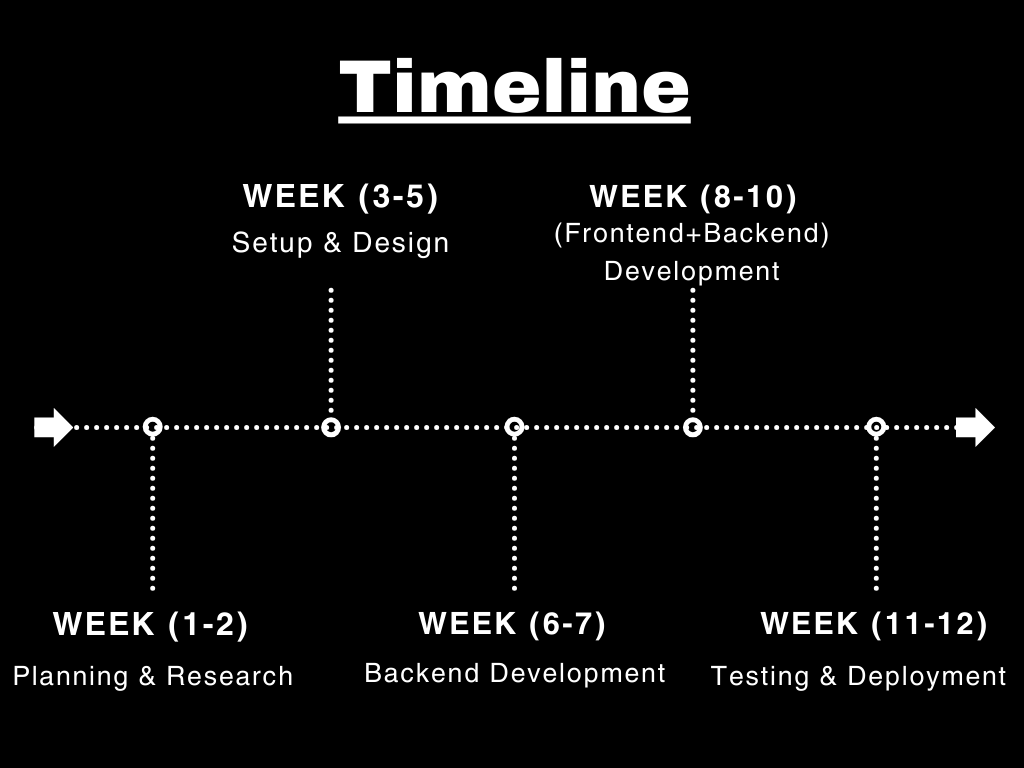 Timeline
WEEK (3-5)
Setup & Design
WEEK (8-10)
(Frontend+Backend)
Development
WEEK (1-2)
Planning & Research
WEEK (6-7)
Backend Development
WEEK (11-12)
Testing & Deployment